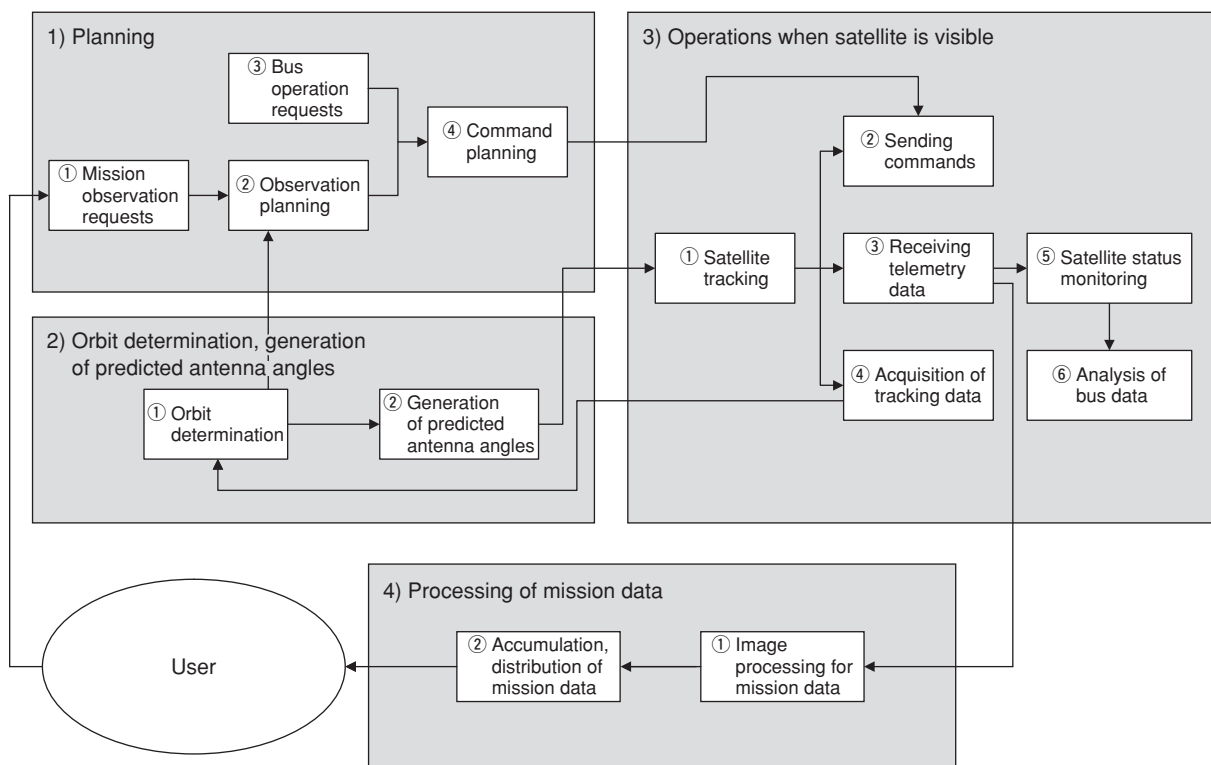 1) Planning
③ Bus
operation
requests
④ Command
planning
① Mission
observation
requests
② Observation
planning
2) Orbit determination, generation
of predicted antenna angles
① Orbit
determination
② Generation
of predicted
antenna angles
3) Operations when satellite is visible
② Sending
commands
① Satellite
tracking
③ Receiving
telemetry
data
⑤ Satellite status
monitoring
④ Acquisition of
tracking data
⑥ Analysis of
bus data
4) Processing of mission data
② Accumulation,
distribution of
mission data
① Image
processing for
mission data
User